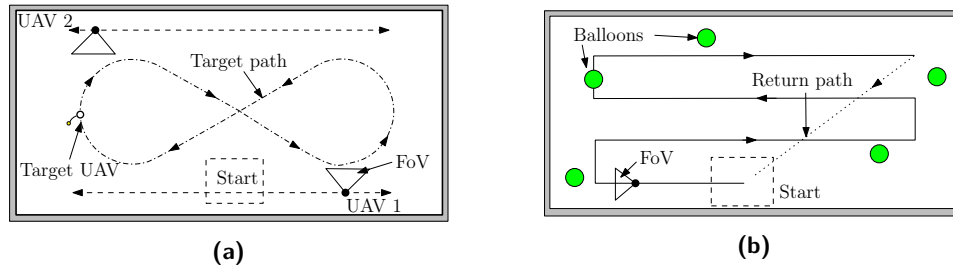 UAV 2
Target path
Target UAV
Start
FoV
UAV 1
(a)
Balloons
Return path
FoV
Start
(b)